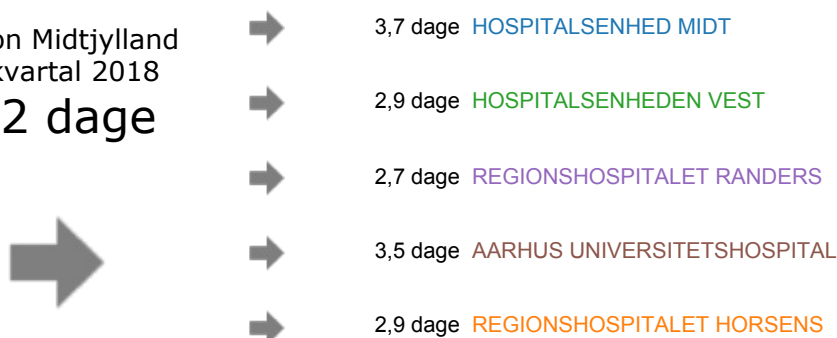 on Midtjylland
kvartal 2018
2 dage
3,7 dage HOSPITALSENHED MIDT
2,9 dage HOSPITALSENHEDEN VEST
2,7 dage REGIONSHOSPITALET RANDERS
3,5 dage AARHUS UNIVERSITETSHOSPITAL
2,9 dage REGIONSHOSPITALET HORSENS